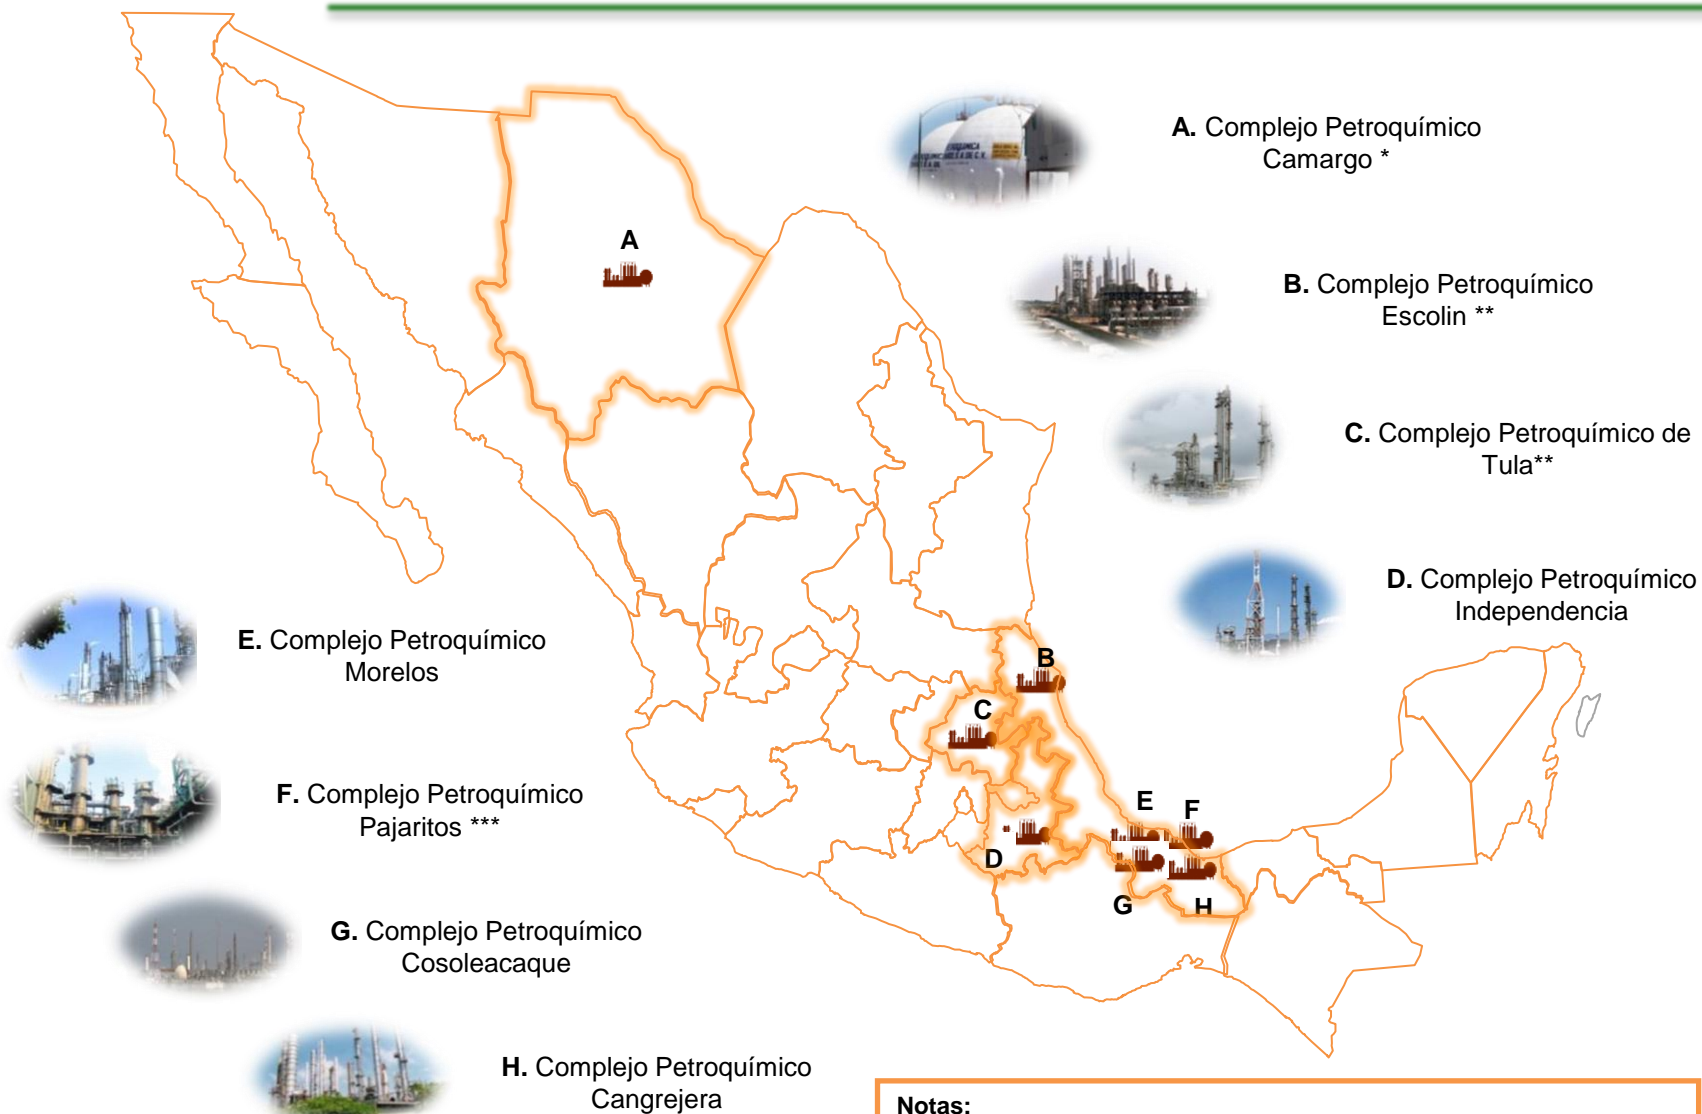 A. Complejo Petroquímico
Camargo *
A
B. Complejo Petroquímico
Escolin **
C. Complejo Petroquímico de
Tula**
D. Complejo Petroquímico
Independencia
E. Complejo Petroquímico
Morelos
B
C
F. Complejo Petroquímico
Pajaritos ***
E
F
D
G
H
G. Complejo Petroquímico
Cosoleacaque
H. Complejo Petroquímico
Cangrejera
Notas: